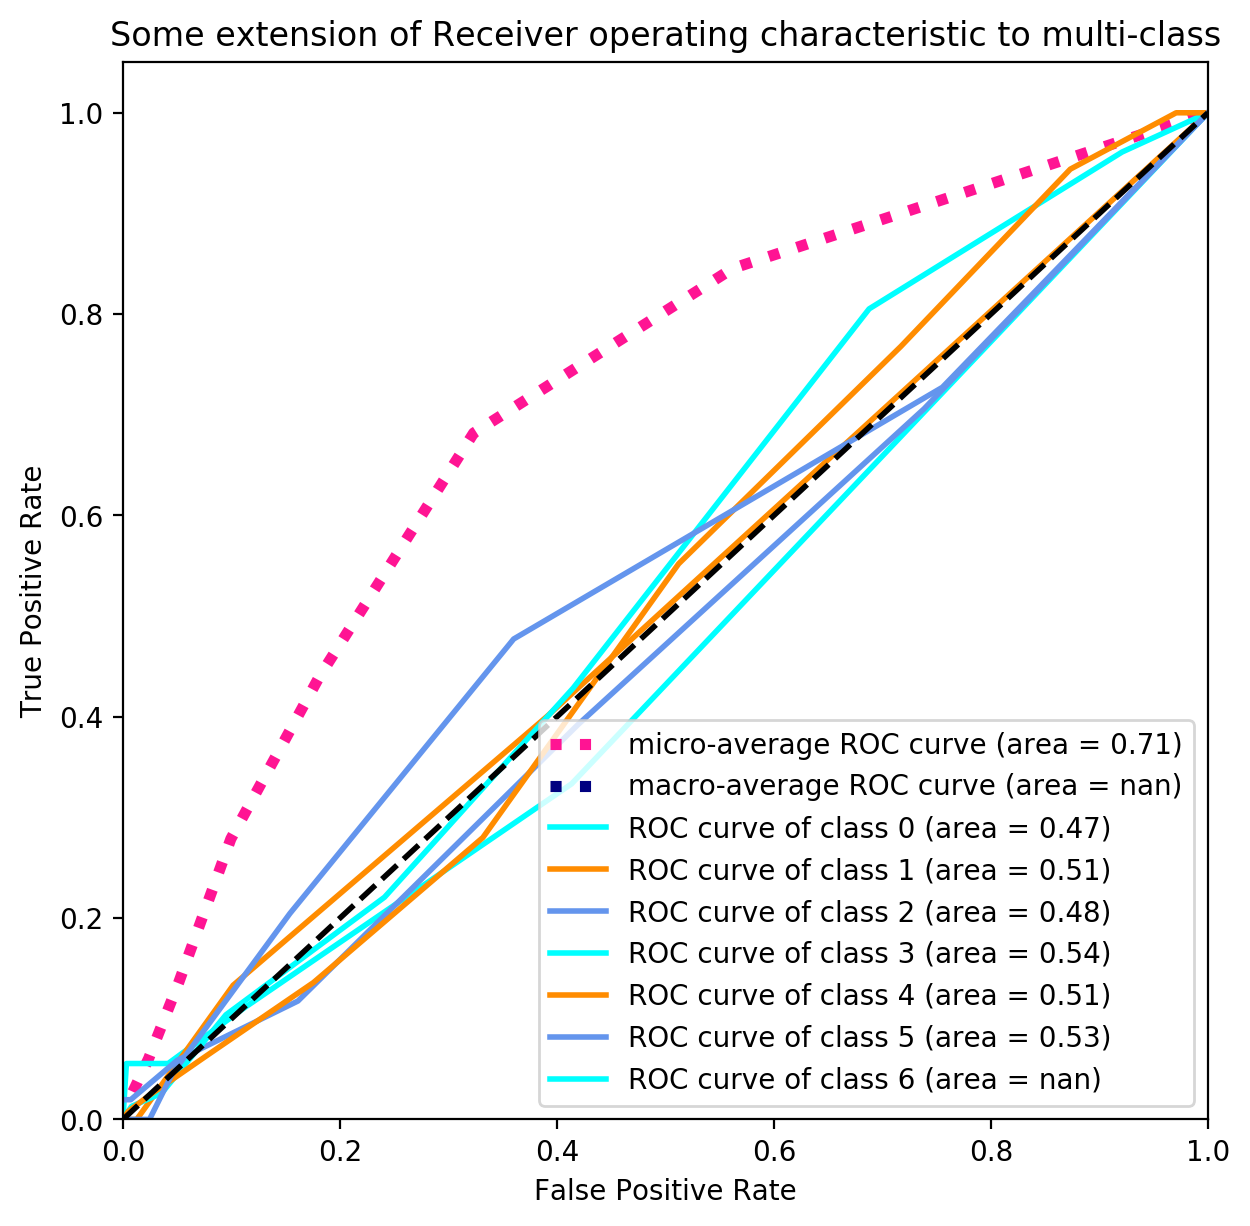 Some extension of Receiver operating characteristic to multi-class
1.0
0.8
0.6
0.4
0.2
0.0
True Positive Rate
micro-average ROC curve (area = 0.71)
macro-average ROC curve (area = nan)
ROC curve of class 0 (area = 0.47)
ROC curve of class 1 (area = 0.51)
ROC curve of class 2 (area = 0.48)
ROC curve of class 3 (area = 0.54)
ROC curve of class 4 (area = 0.51)
ROC curve of class 5 (area = 0.53)
ROC curve of class 6 (area = nan)
0.0 0.2 0.4 0.6 0.8 1.0
False Positive Rate